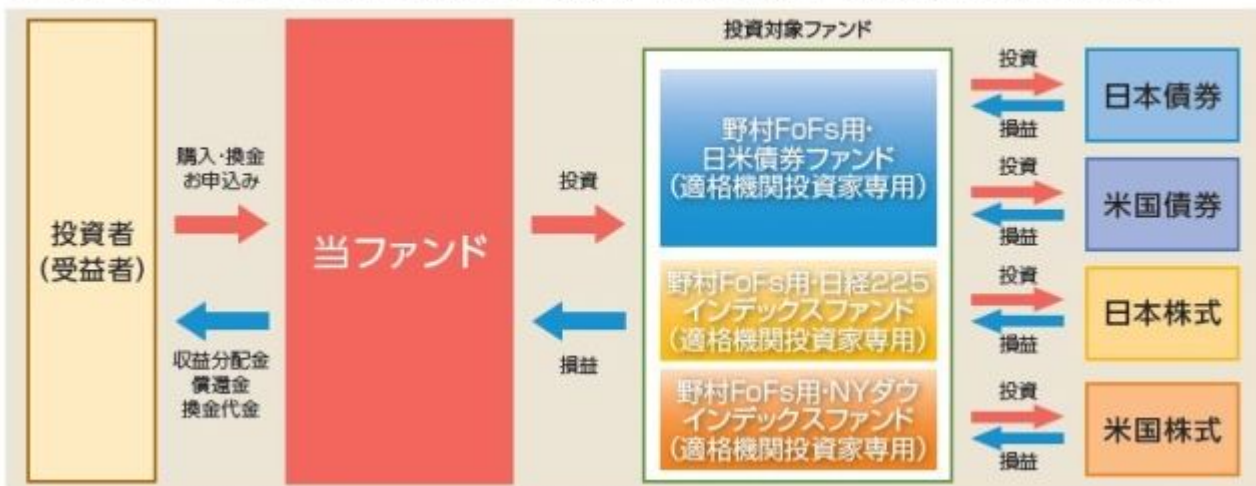 投資者
(受益者)
購入・換金
お申込み
収益分配金
償還金
換金代金
当ファンド
投資
損益
投資対象ファンド
野村FoFs用・
日米債券ファンド
(適格機関投資家専用)
野村FoFs用・日経225
インデックスファンド
(適格機関投資家専用)
野村FoFs用・NYダウ
インデックスファンド
(適格機関投資家専用)
投資
損益
日本債券
投資
損益
米国債券
投資
損益
日本株式
投資
損益
米国株式